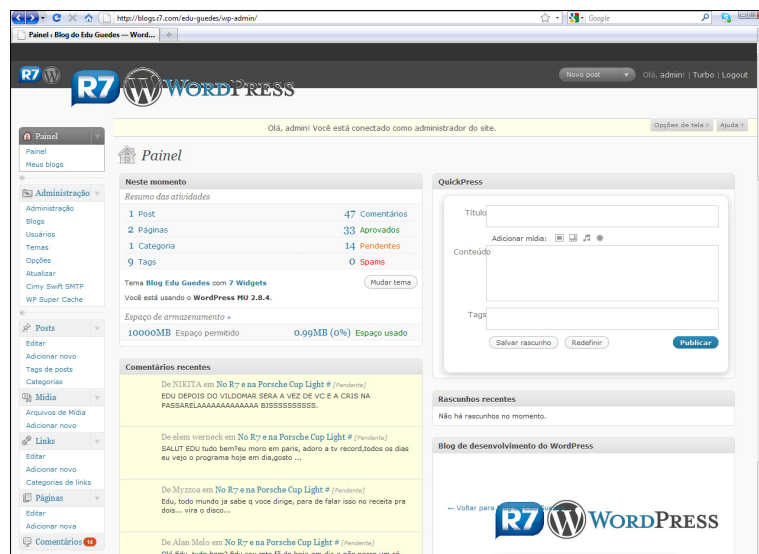 http://blogs.r7.com/edu-guedes/wp-admin/
Google
Painel ‹ Blog do Edu Guedes — Word...
R7
R7 WORDPRESS
Novo post
Olá, admin! | Turbo | Logout
Olá, admin! Você está conectado como administrador do site.
Opções de tela
Ajuda
Painel
Painel
Meus blogs
Administração
Administração
Blogs
Usuários
Temas
Opções
Atualizar
Cimy Swift SMTP
WP Super Cache
Posts
Editar
Adicionar novo
Tags de posts
Categorias
Mídia
Arquivos de Mídia
Adicionar novo
Links
Editar
Adicionar novo
Categorias de links
Páginas
Editar
Adicionar nova
Comentários 14
Painel
Neste momento
Resumo das atividades
1 Post 47 Comentários
2 Páginas 33 Aprovados
1 Categoria 14 Pendentes
9 Tags 0 Spams
Tema Blog Edu Guedes com 7 Widgets
Mudar tema
Você está usando o WordPress MU 2.8.4.
Espaço de armazenamento »
10000MB Espaço permitido 0.99MB (0%) Espaço usado
Comentários recentes
De NIKITA em No R7 e na Porsche Cup Light # [Pendente]
EDU DEPOIS DO VILDOMAR SERA A VEZ DE VC E A CRIS NA
PASSARELAAAAAAAAAAAAA BJSSSSSSSSSS.
De elem werneck em No R7 e na Porsche Cup Light # [Pendente]
SALUT EDU tudo bem?eu moro em paris, adoro a tv record,todos os dias
eu vejo o programa hoje em dia,gosto ...
De Myzzoa em No R7 e na Porsche Cup Light # [Pendente]
Edu, todo mundo ja sabe q voce dirige, para de falar isso no receita pra
dois... vira o disco...
De Alan Melo em No R7 e na Porsche Cup Light # [Pendente]
QuickPress
Título
Adicionar mídia:
Conteúdo
Tags
Salvar rascunho
Redefinir
Publicar
Rascunhos recentes
Não há rascunhos no momento.
Blog de desenvolvimento do WordPress
← Voltar para
R7 WORDPRESS